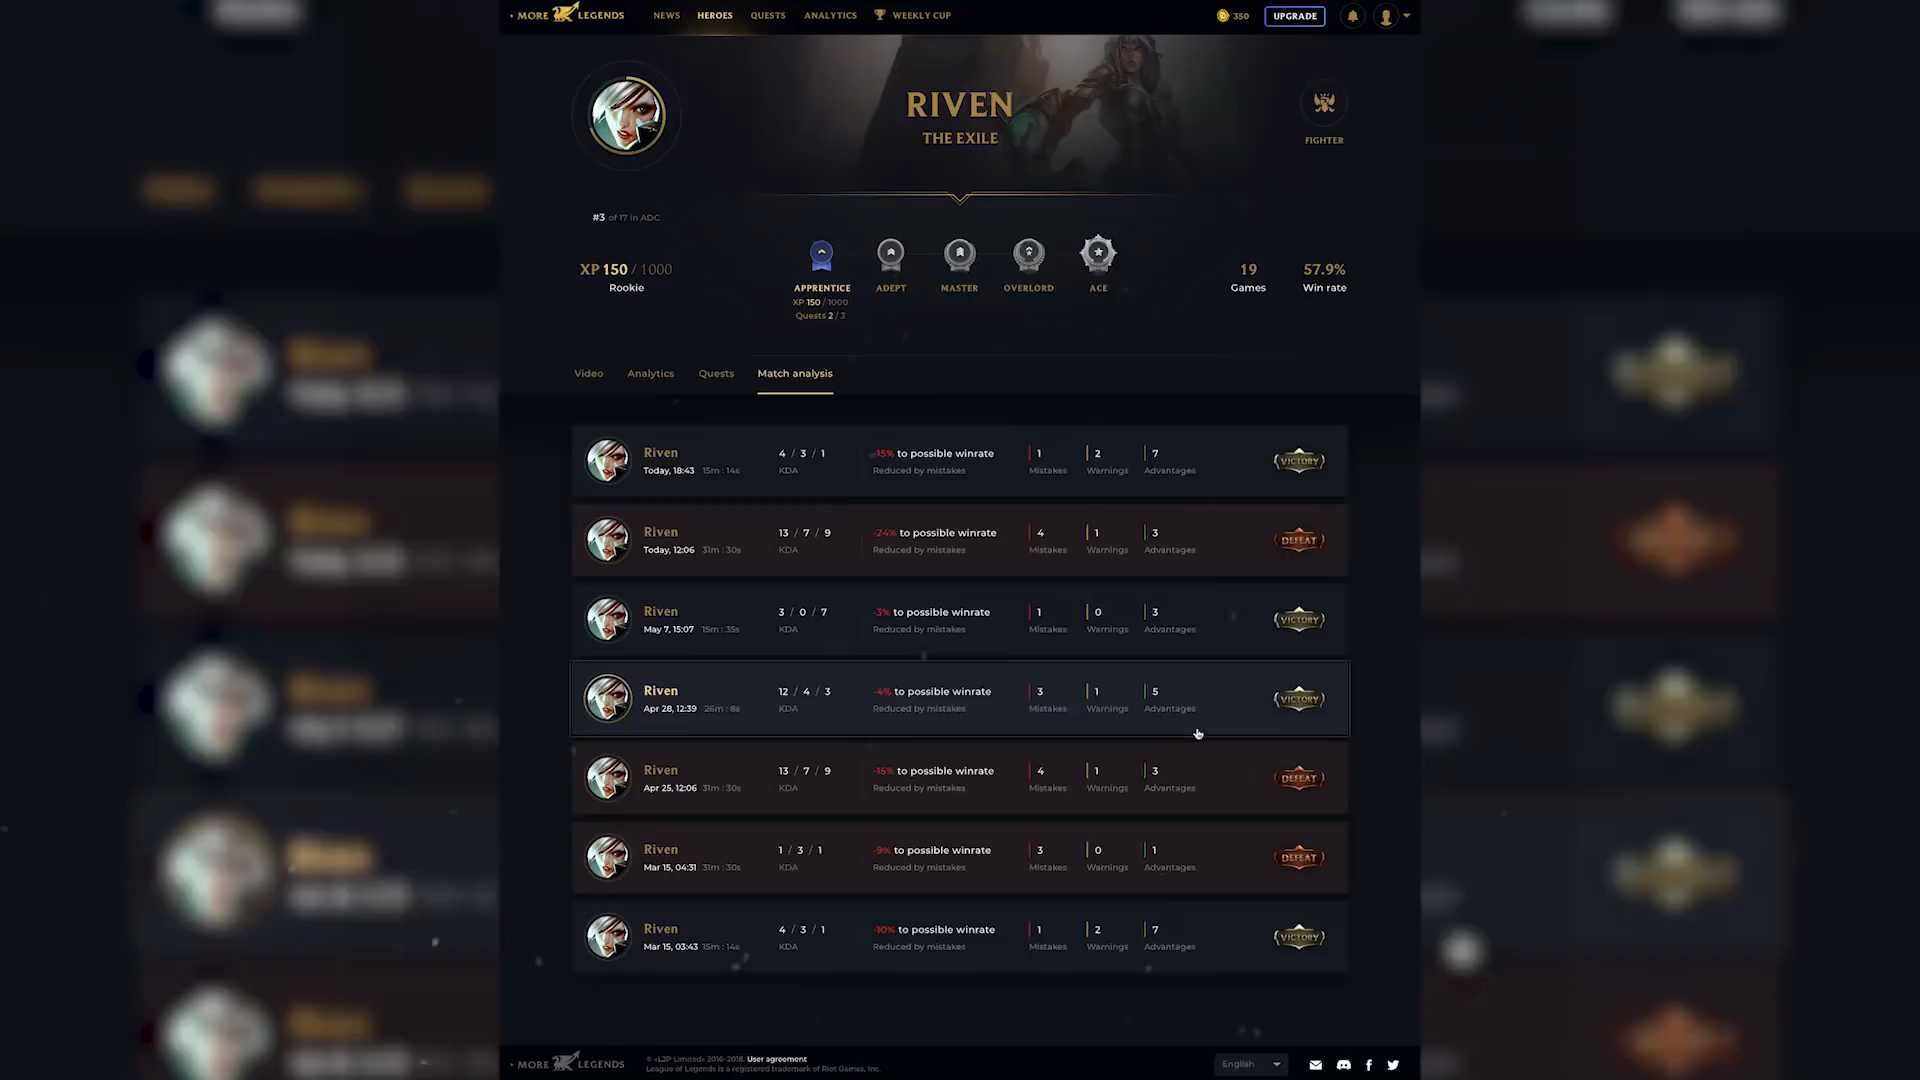 • MORE LEGENDS NEWS HEROES QUESTS ANALYTICS WEEKLY CUP 350 UPGRADE
RIVEN
THE EXILE
FIGHTER
#3 of 17 in ADC
XP 150 / 1000
Rookie
APPRENTICE ADEPT MASTER OVERLORD ACE
XP 150 / 1000
Quests 2 / 3
19 57.9%
Games Win rate
Video Analytics Quests Match analysis
Riven 4 / 3 / 1 -15% to possible winrate 1 2 7 VICTORY
Today, 18:43 15m : 14s KDA Reduced by mistakes Mistakes Warnings Advantages
Riven 13 / 7 / 9 -24% to possible winrate 4 1 3 DEFEAT
Today, 12:06 31m : 30s KDA Reduced by mistakes Mistakes Warnings Advantages
Riven 3 / 0 / 7 -3% to possible winrate 1 0 3 VICTORY
May 7, 15:07 15m : 35s KDA Reduced by mistakes Mistakes Warnings Advantages
Riven 12 / 4 / 3 -4% to possible winrate 3 1 5 VICTORY
Apr 28, 12:39 26m : 8s KDA Reduced by mistakes Mistakes Warnings Advantages
Riven 13 / 7 / 9 -15% to possible winrate 4 1 3 DEFEAT
Apr 25, 12:06 31m : 30s KDA Reduced by mistakes Mistakes Warnings Advantages
Riven 1 / 3 / 1 -9% to possible winrate 3 0 1 DEFEAT
Mar 15, 04:31 31m : 30s KDA Reduced by mistakes Mistakes Warnings Advantages
Riven 4 / 3 / 1 -10% to possible winrate 1 2 7 VICTORY
Mar 15, 03:43 15m : 14s KDA Reduced by mistakes Mistakes Warnings Advantages
• MORE LEGENDS © «L2P Limited» 2016-2018. User agreement English
League of Legends is a registered trademark of Riot Games, Inc.